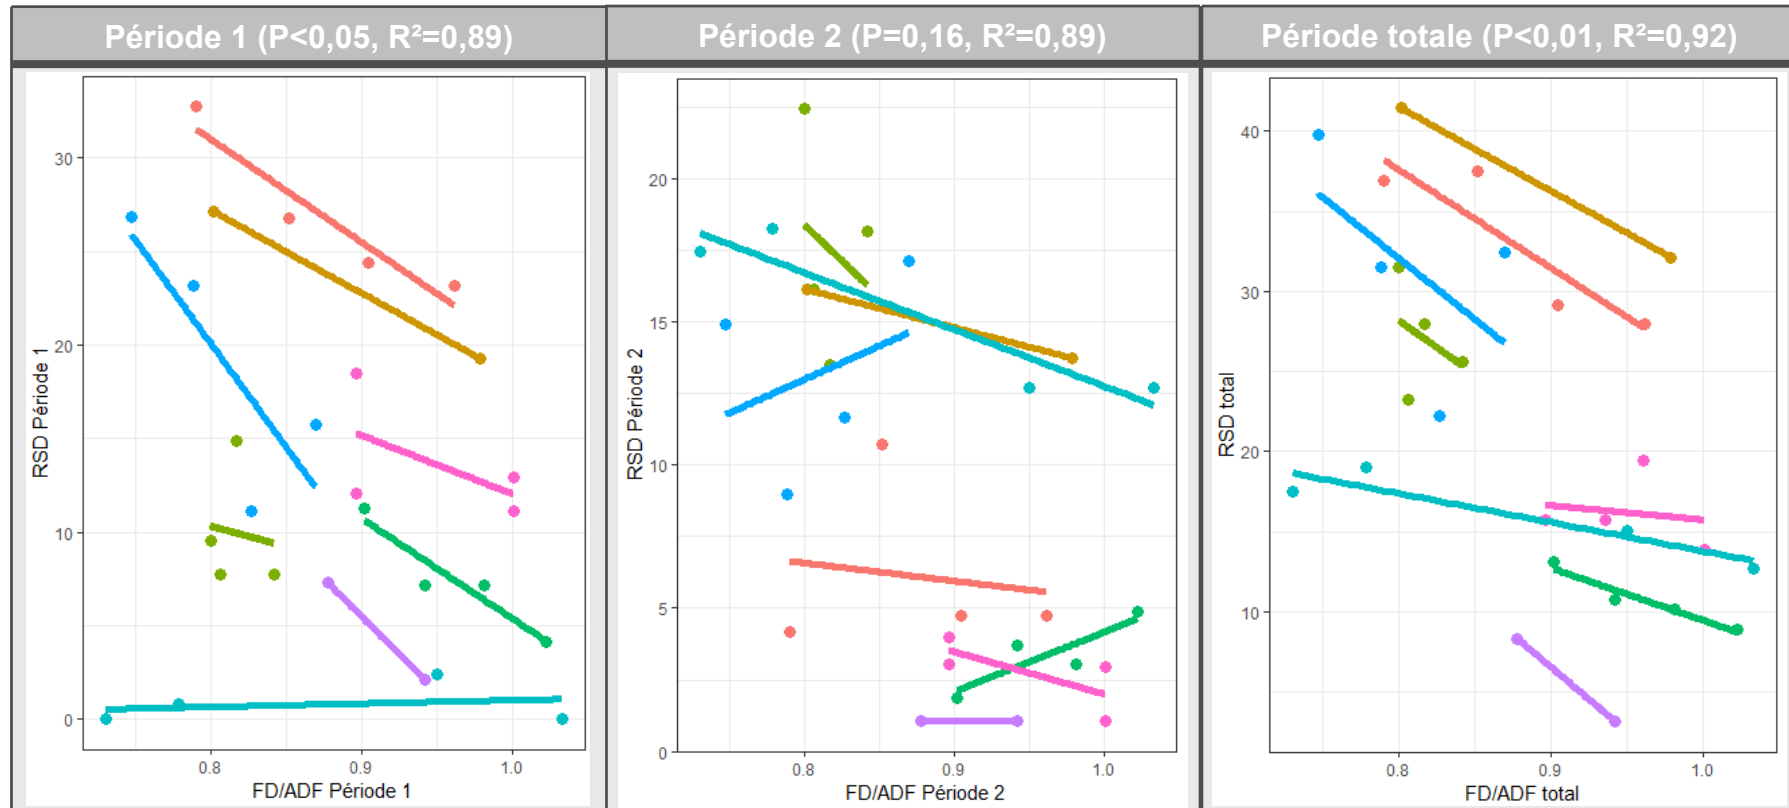 Période 1 (P<0,05, R²=0,89)
Période 2 (P=0,16, R²=0,89)
Période totale (P<0,01, R²=0,92)
RSD Période 1
30
20
10
0
0.8
0.9
1.0
FD/ADF Période 1
RSD Période 2
20
15
10
5
0
0.8
0.9
1.0
FD/ADF Période 2
RSD total
40
30
20
10
0.8
0.9
1.0
FD/ADF total